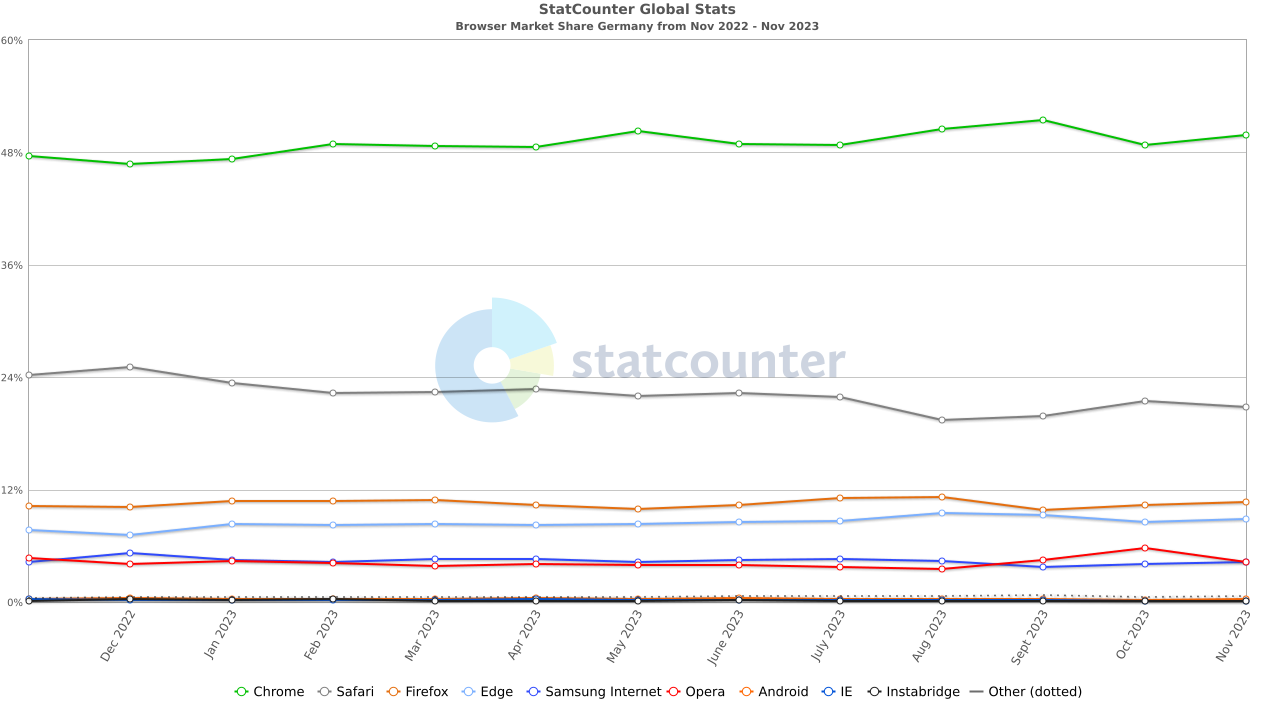 StatCounter Global Stats
Browser Market Share Germany from Nov 2022 - Nov 2023
60%
48%
36%
24%
12%
0%
statcounter
Dec 2022 Jan 2023 Feb 2023 Mar 2023 Apr 2023 May 2023 June 2023 July 2023 Aug 2023 Sept 2023 Oct 2023 Nov 2023
Chrome Safari Firefox Edge Samsung Internet Opera Android IE Instabridge Other (dotted)